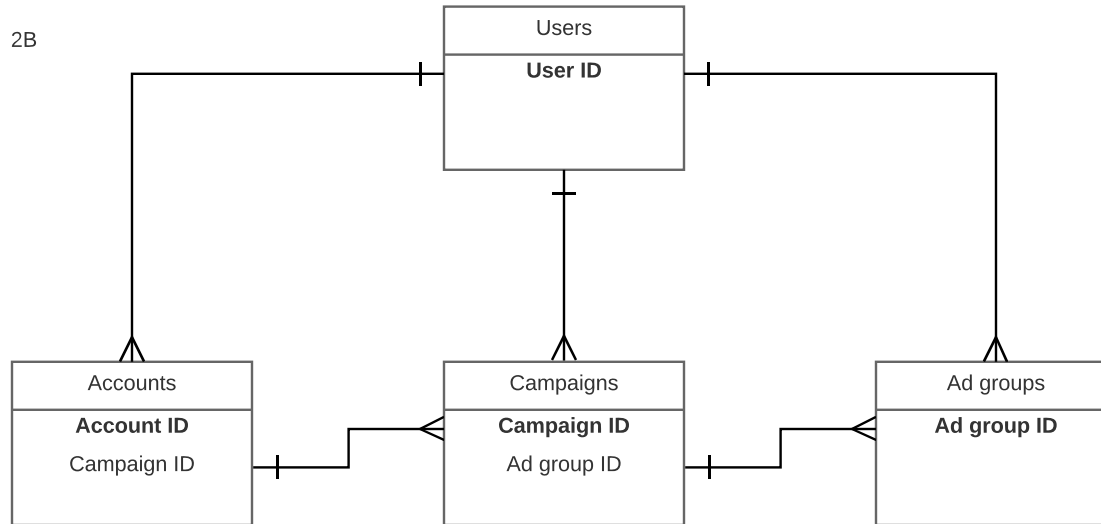 2B
Users
User ID
Accounts
Account ID
Campaign ID
Campaigns
Campaign ID
Ad group ID
Ad groups
Ad group ID